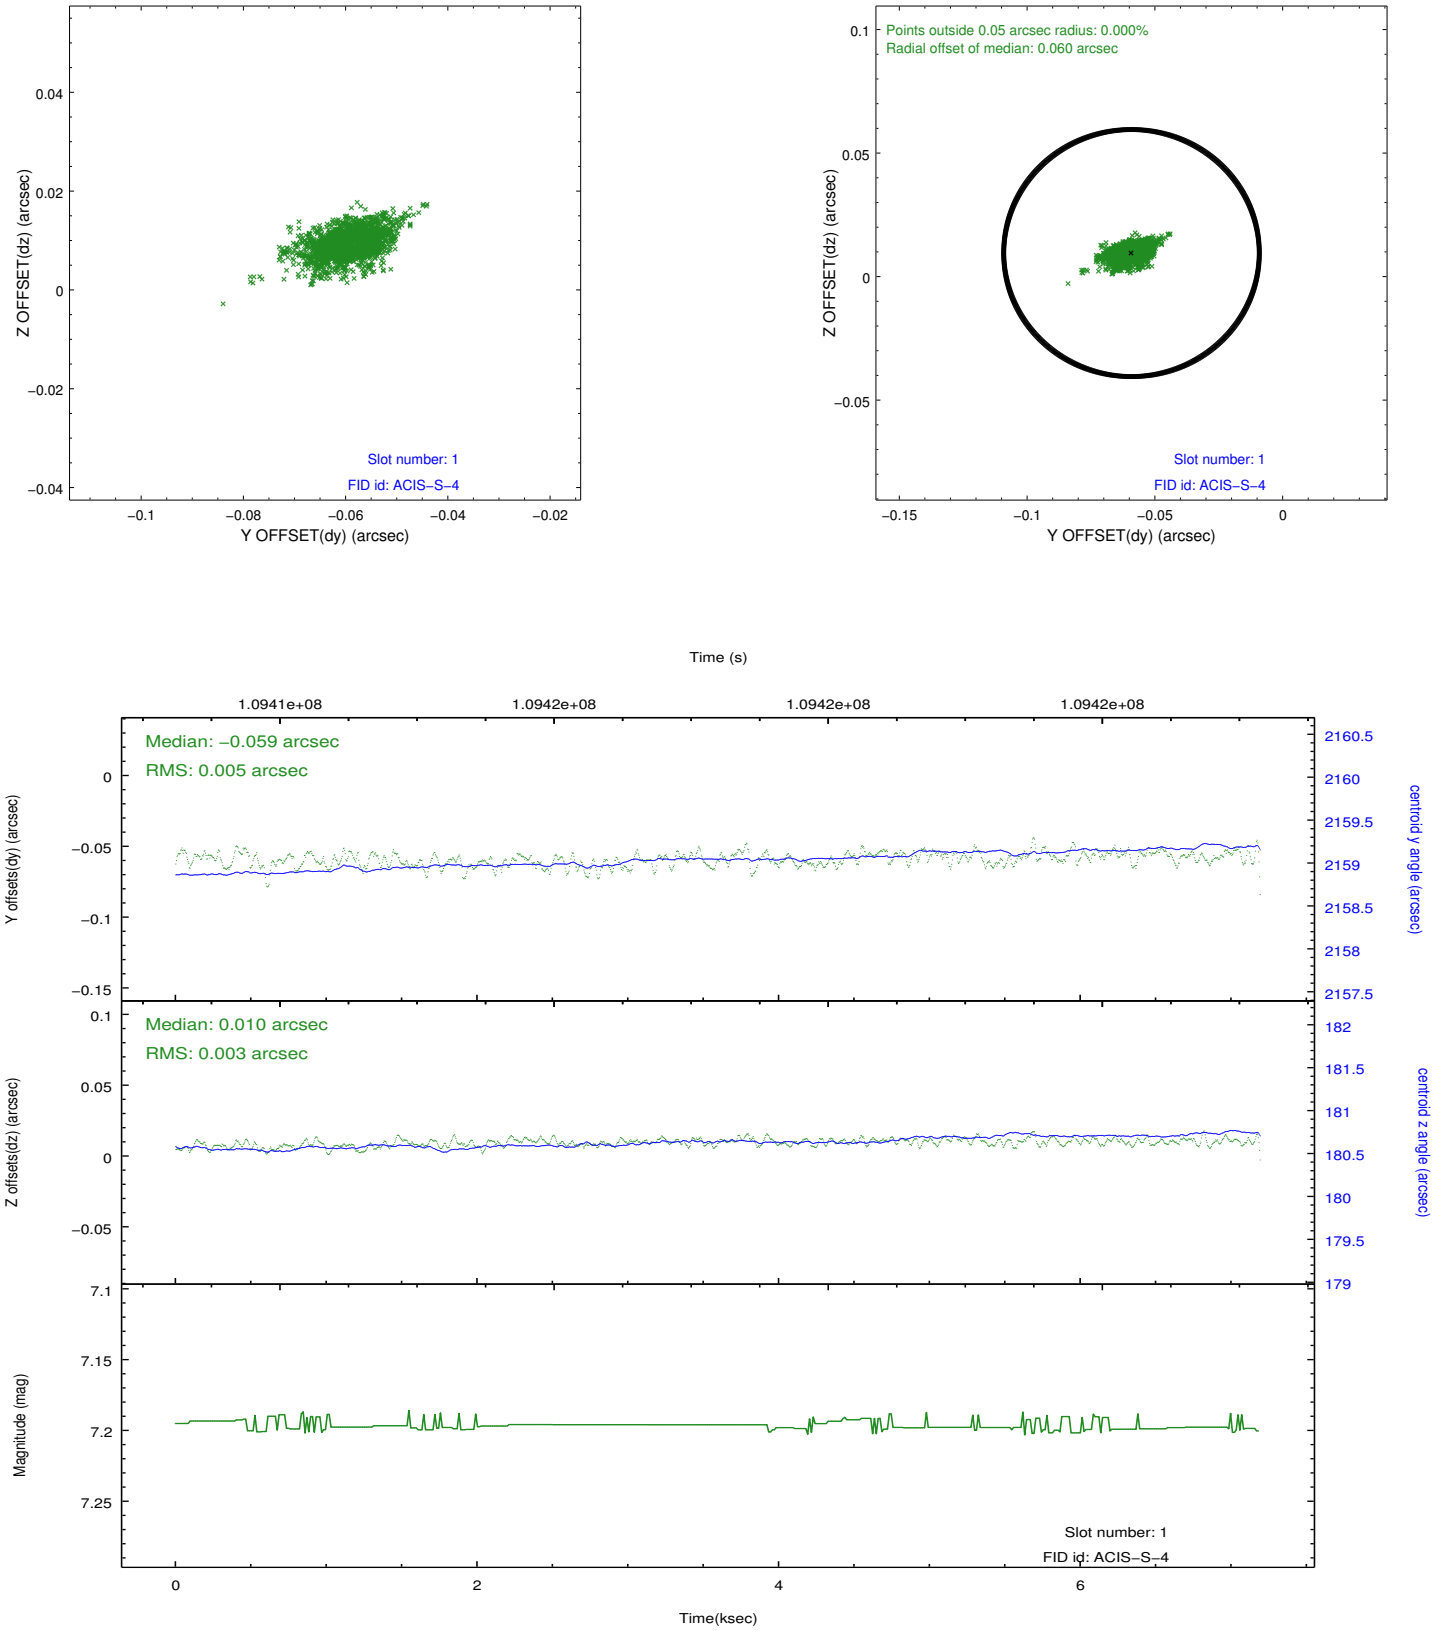 0.04
0.02
0
−0.02
−0.04
Z OFFSET(dz) (arcsec)
Slot number: 1
FID id: ACIS−S−4
−0.1
−0.08
−0.06
−0.04
−0.02
Y OFFSET(dy) (arcsec)
Points outside 0.05 arcsec radius: 0.000%
Radial offset of median: 0.060 arcsec
0.1
0.05
0
−0.05
Z OFFSET(dz) (arcsec)
Slot number: 1
FID id: ACIS−S−4
−0.15
−0.1
−0.05
0
Y OFFSET(dy) (arcsec)
Time (s)
1.0941e+08
1.0942e+08
1.0942e+08
1.0942e+08
Median: −0.059 arcsec
RMS: 0.005 arcsec
0
−0.05
−0.1
−0.15
Y offsets(dy) (arcsec)
2160.5
2160
2159.5
2159
2158.5
2158
2157.5
centroid y angle (arcsec)
Median: 0.010 arcsec
RMS: 0.003 arcsec
0.1
0.05
0
−0.05
Z offsets(dz) (arcsec)
182
181.5
181
180.5
180
179.5
179
centroid z angle (arcsec)
7.1
7.15
7.2
7.25
Magnitude (mag)
Slot number: 1
FID id: ACIS−S−4
0
2
4
6
Time(ksec)